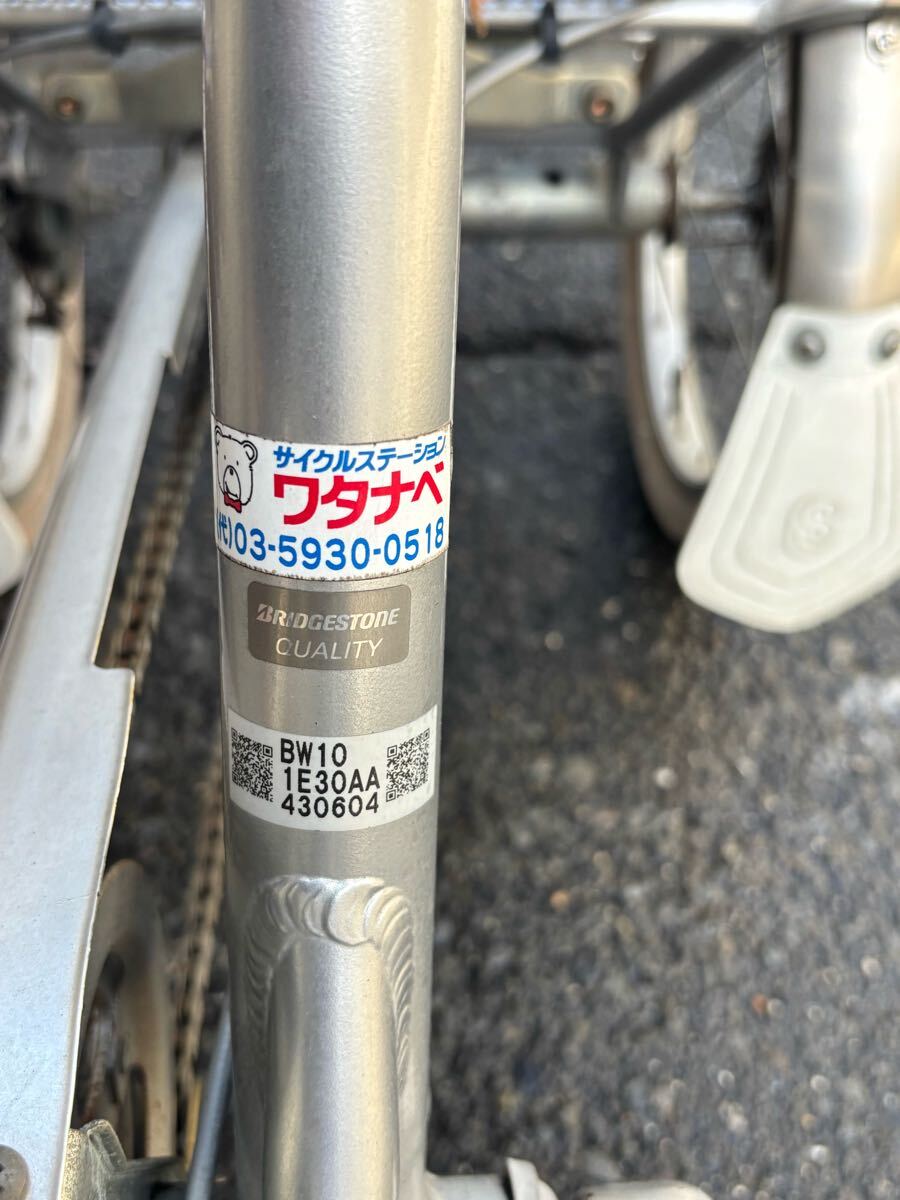 サイクルステーション
ワタナベ
(代)03-5930-0518
BRIDGESTONE
QUALITY
BW10
1E30AA
430604